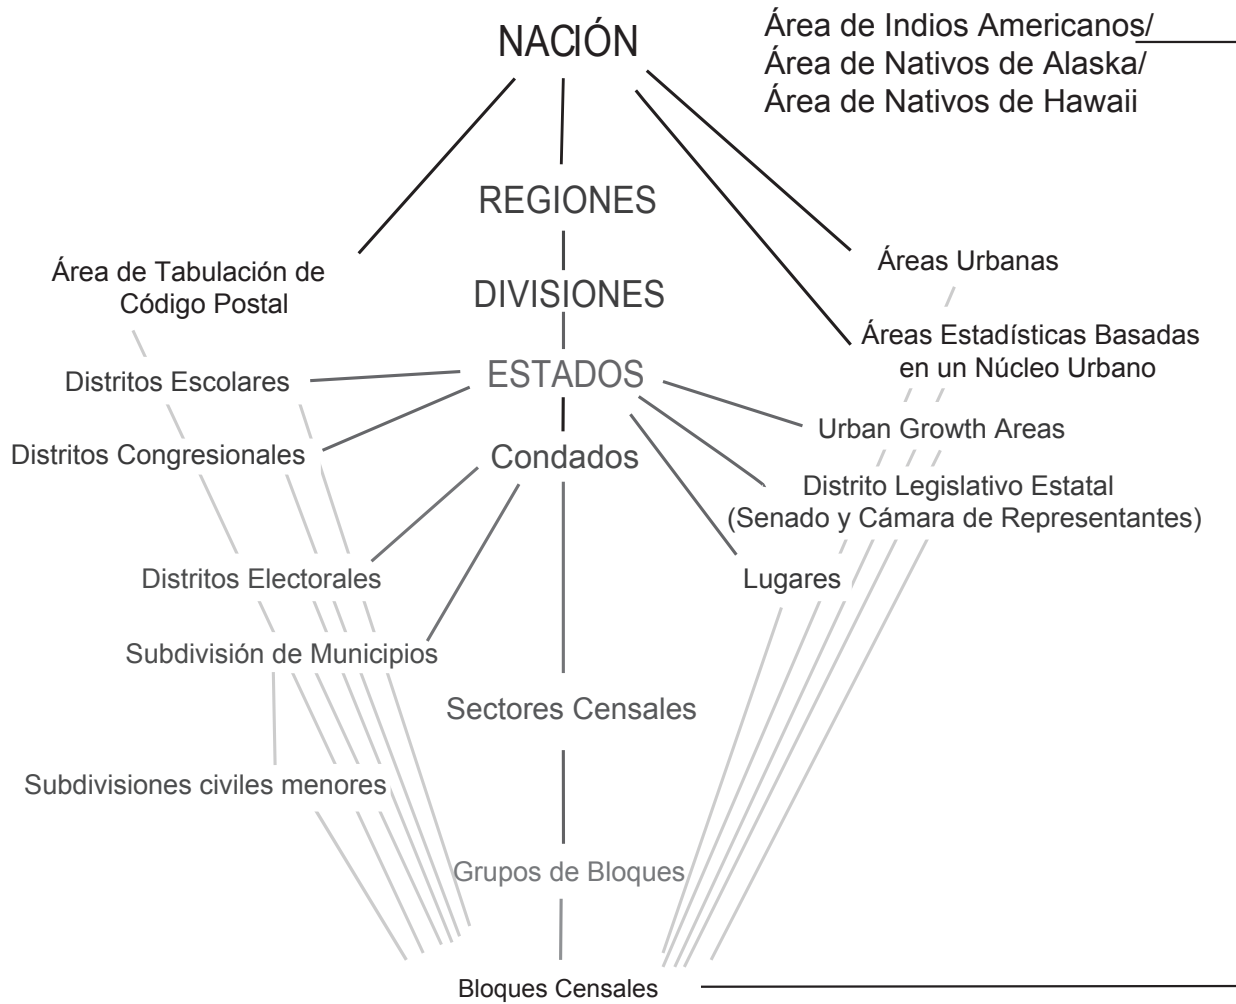 NACIÓN
Área de Indios Americanos/
Área de Nativos de Alaska/
Área de Nativos de Hawaii
REGIONES
Área de Tabulación de
Código Postal
Áreas Urbanas
DIVISIONES
Áreas Estadísticas Basadas
en un Núcleo Urbano
Distritos Escolares
ESTADOS
Urban Growth Areas
Distritos Congresionales
Condados
Distrito Legislativo Estatal
(Senado y Cámara de Representantes)
Distritos Electorales
Lugares
Subdivisión de Municipios
Sectores Censales
Subdivisiones civiles menores
Grupos de Bloques
Bloques Censales